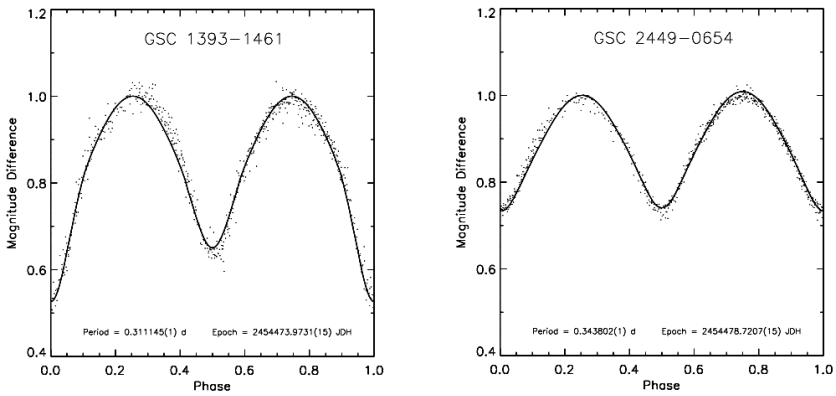 GSC 1393-1461
Magnitude Difference
1.2
1.0
0.8
0.6
0.4
Period = 0.311145(1) d Epoch = 2454473.9731(15) JDH
0.0 0.2 0.4 0.6 0.8 1.0
Phase
GSC 2449-0654
Magnitude Difference
1.2
1.0
0.8
0.6
0.4
Period = 0.343802(1) d Epoch = 2454478.7207(15) JDH
0.0 0.2 0.4 0.6 0.8 1.0
Phase